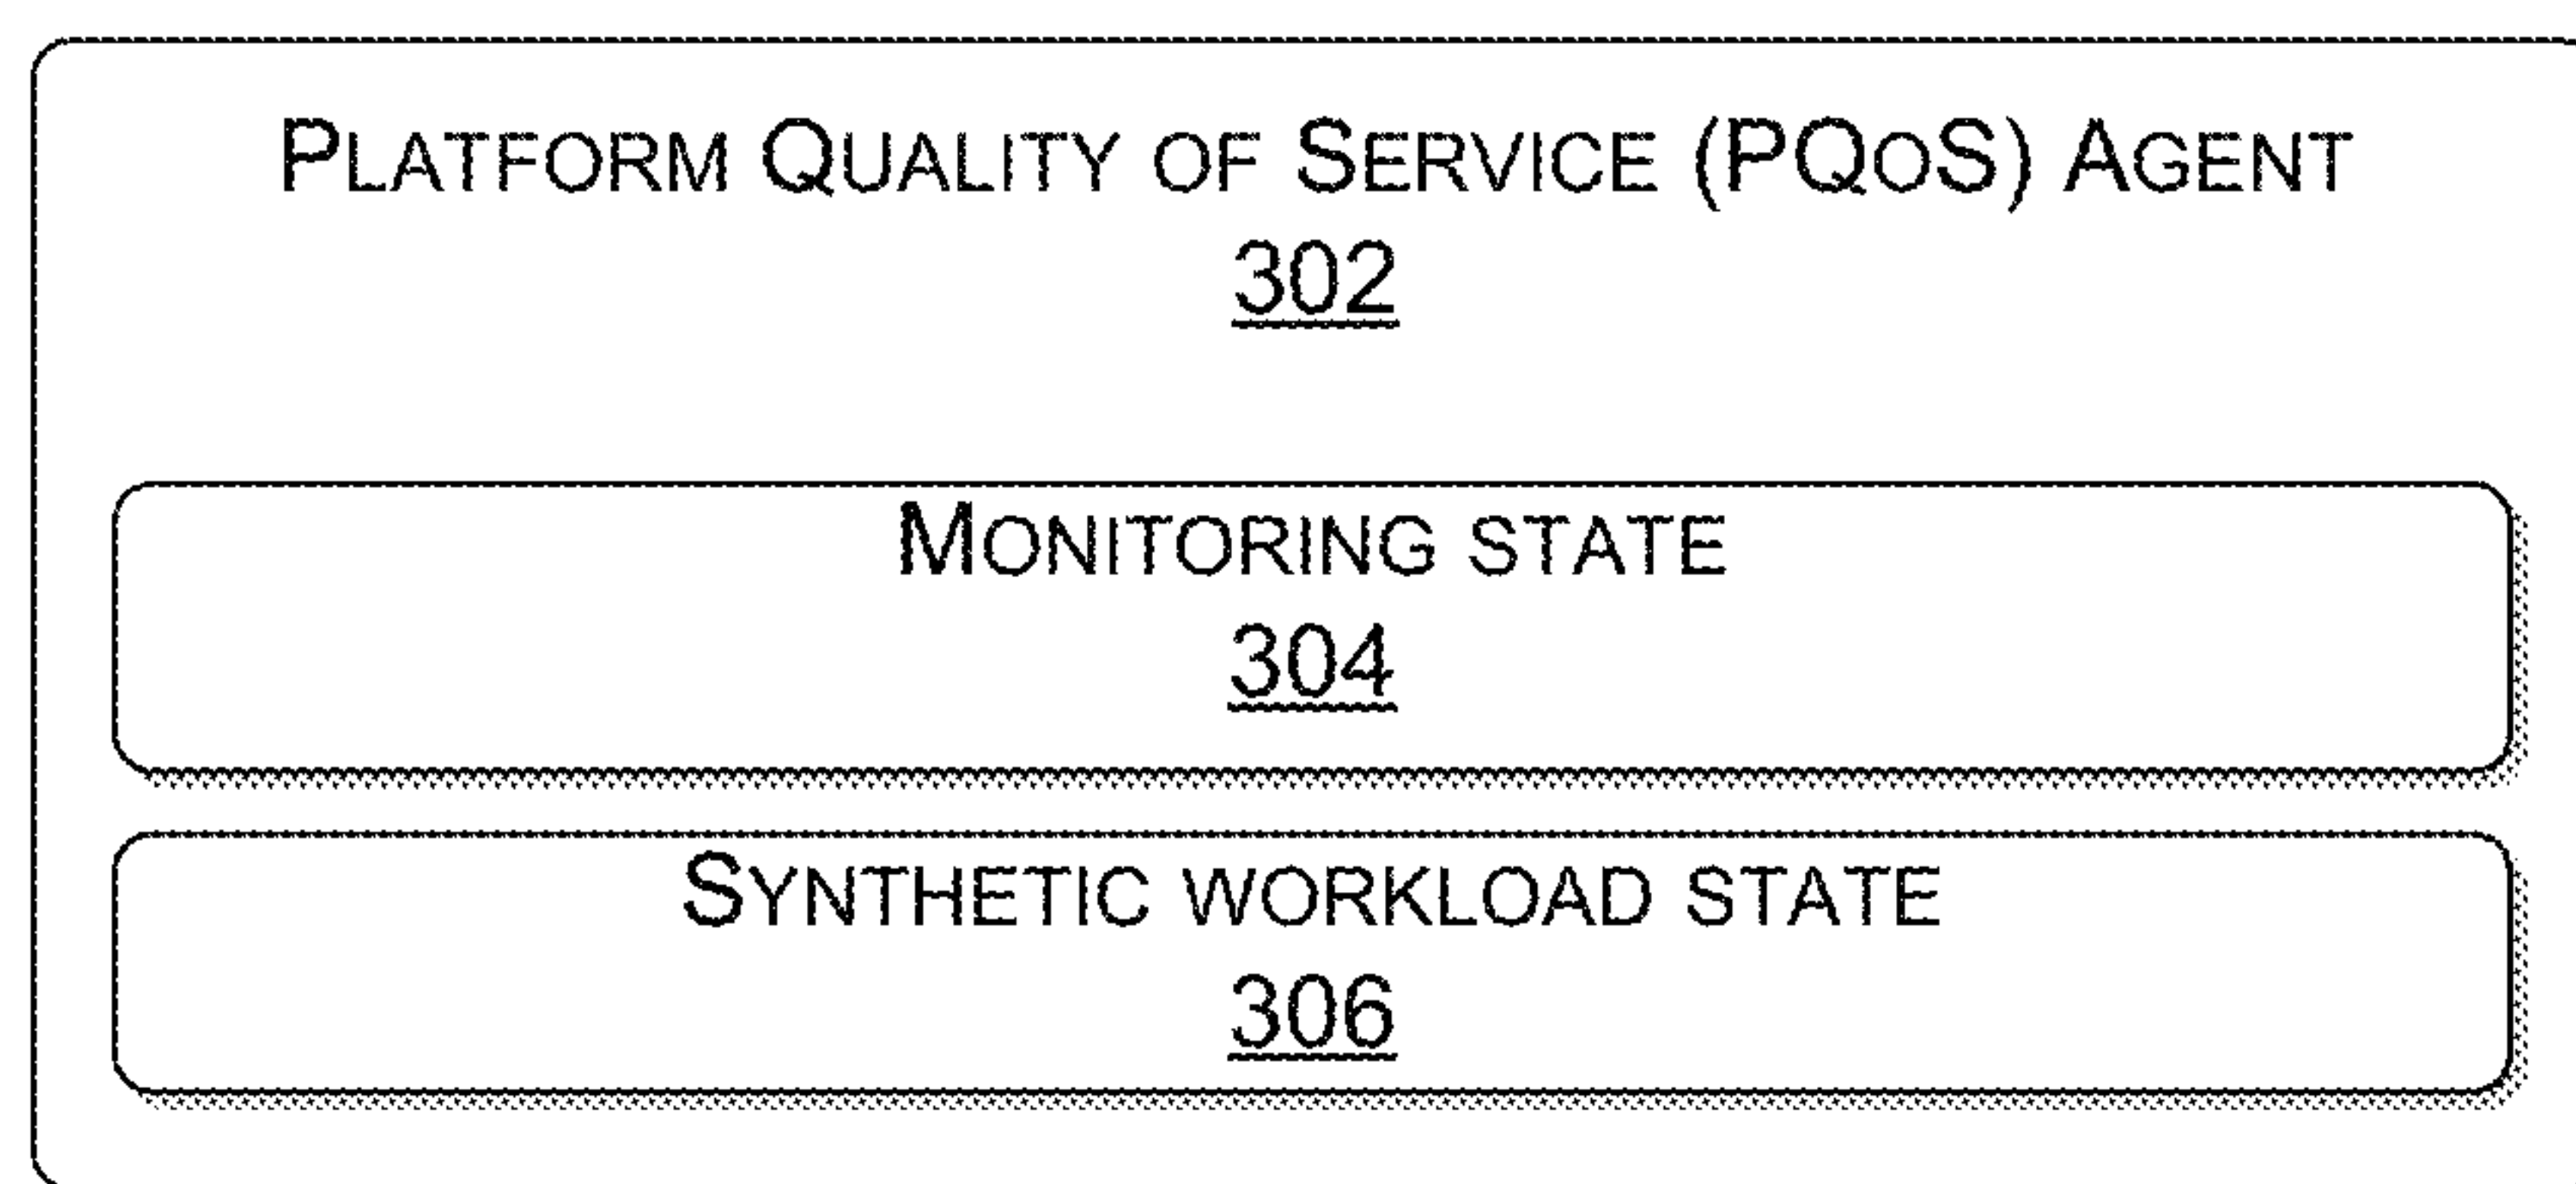 PLATFORM QUALITY OF SERVICE (PQOS) AGENT
302
MONITORING STATE
304
SYNTHETIC WORKLOAD STATE
306